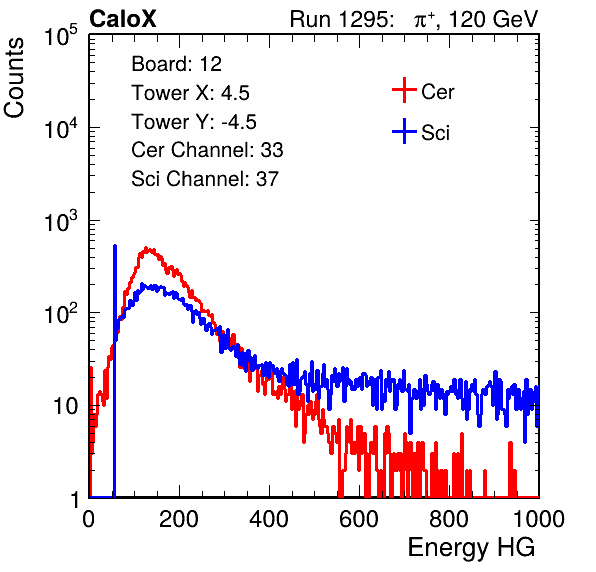 CaloX Run 1295: π⁺, 120 GeV
Counts
10⁵
10⁴
10³
10²
10
1
Board: 12
Tower X: 4.5
Tower Y: -4.5
Cer Channel: 33
Sci Channel: 37
Cer
Sci
0 200 400 600 800 1000
Energy HG